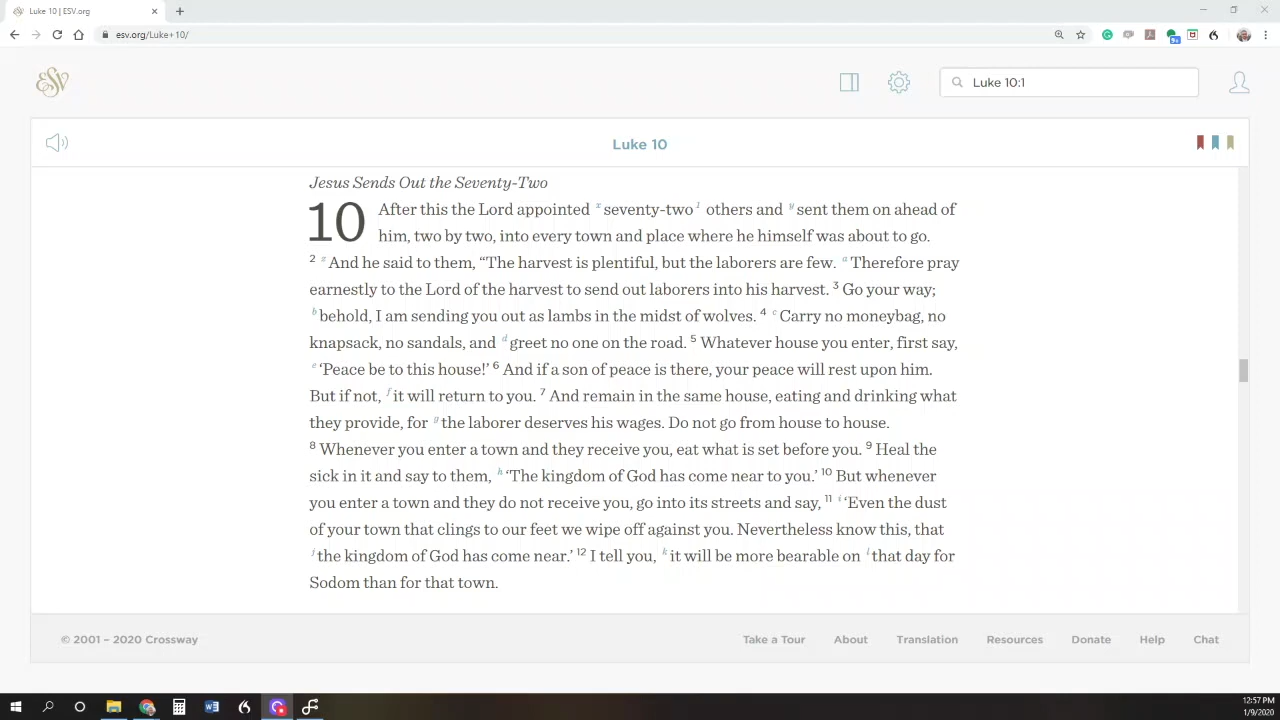 Luke 10 | ESV.org
esv.org/Luke+10/
ESV
Luke 10:1
Luke 10
Jesus Sends Out the Seventy-Two
10 After this the Lord appointed x seventy-two 1 others and y sent them on ahead of
him, two by two, into every town and place where he himself was about to go.
2 z And he said to them, “The harvest is plentiful, but the laborers are few. a Therefore pray
earnestly to the Lord of the harvest to send out laborers into his harvest. 3 Go your way;
b behold, I am sending you out as lambs in the midst of wolves. 4 c Carry no moneybag, no
knapsack, no sandals, and d greet no one on the road. 5 Whatever house you enter, first say,
e ‘Peace be to this house!’ 6 And if a son of peace is there, your peace will rest upon him.
But if not, f it will return to you. 7 And remain in the same house, eating and drinking what
they provide, for g the laborer deserves his wages. Do not go from house to house.
8 Whenever you enter a town and they receive you, eat what is set before you. 9 Heal the
sick in it and say to them, h ‘The kingdom of God has come near to you.’ 10 But whenever
you enter a town and they do not receive you, go into its streets and say, 11 i ‘Even the dust
of your town that clings to our feet we wipe off against you. Nevertheless know this, that
j the kingdom of God has come near.’ 12 I tell you, k it will be more bearable on l that day for
Sodom than for that town.
© 2001 – 2020 Crossway
Take a Tour About Translation Resources Donate Help Chat
12:57 PM
1/9/2020